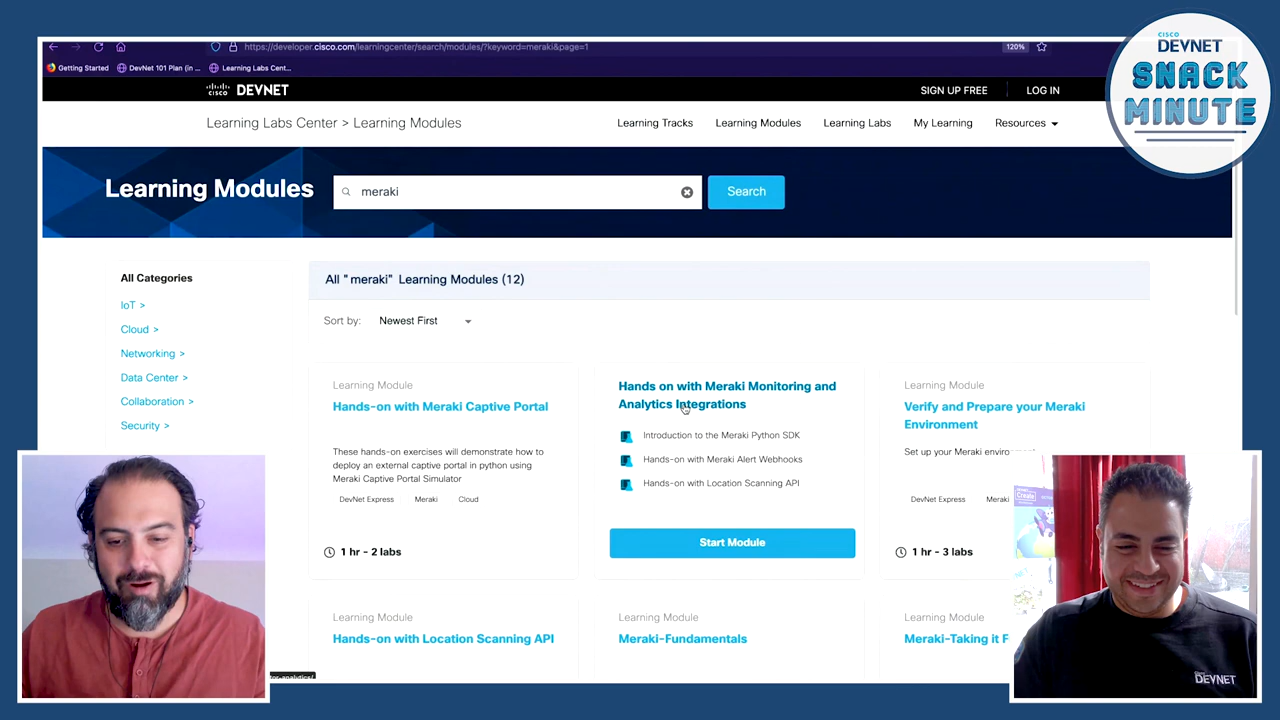 https://developer.cisco.com/learningcenter/search/modules/?keyword=meraki&page=1
120%
Getting Started
DevNet 101 Plan (in ...
Learning Labs Cent...
CISCO
DEVNET
SNACK
MINUTE
CISCO DEVNET
SIGN UP FREE
LOG IN
Learning Labs Center > Learning Modules
Learning Tracks
Learning Modules
Learning Labs
My Learning
Resources
Learning Modules
meraki
Search
All Categories
IoT >
Cloud >
Networking >
Data Center >
Collaboration >
Security >
All "meraki" Learning Modules (12)
Sort by:
Newest First
Learning Module
Hands-on with Meraki Captive Portal
These hands-on exercises will demonstrate how to
deploy an external captive portal in python using
Meraki Captive Portal Simulator
DevNet Express
Meraki
Cloud
1 hr - 2 labs
Hands on with Meraki Monitoring and
Analytics Integrations
Introduction to the Meraki Python SDK
Hands-on with Meraki Alert Webhooks
Hands-on with Location Scanning API
Start Module
Learning Module
Verify and Prepare your Meraki
Environment
Set up your Meraki
DevNet Express
Meraki
1 hr - 3 labs
Learning Module
Hands-on with Location Scanning API
Learning Module
Meraki-Fundamentals
Learning Module
Meraki-Taking it
Create
DEVNET